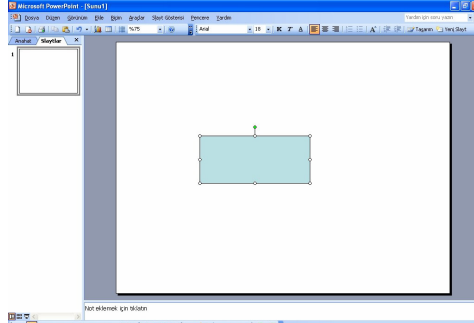 Microsoft PowerPoint - [Sunu1]
Dosya Düzen Görünüm Ekle Biçim Araçlar Slayt Gösterisi Pencere Yardım
Yardım için soru yazın
%75 Arial 18 K T A Tasarım Yeni Slayt
Anahat Slaytlar
1
Not eklemek için tıklatın